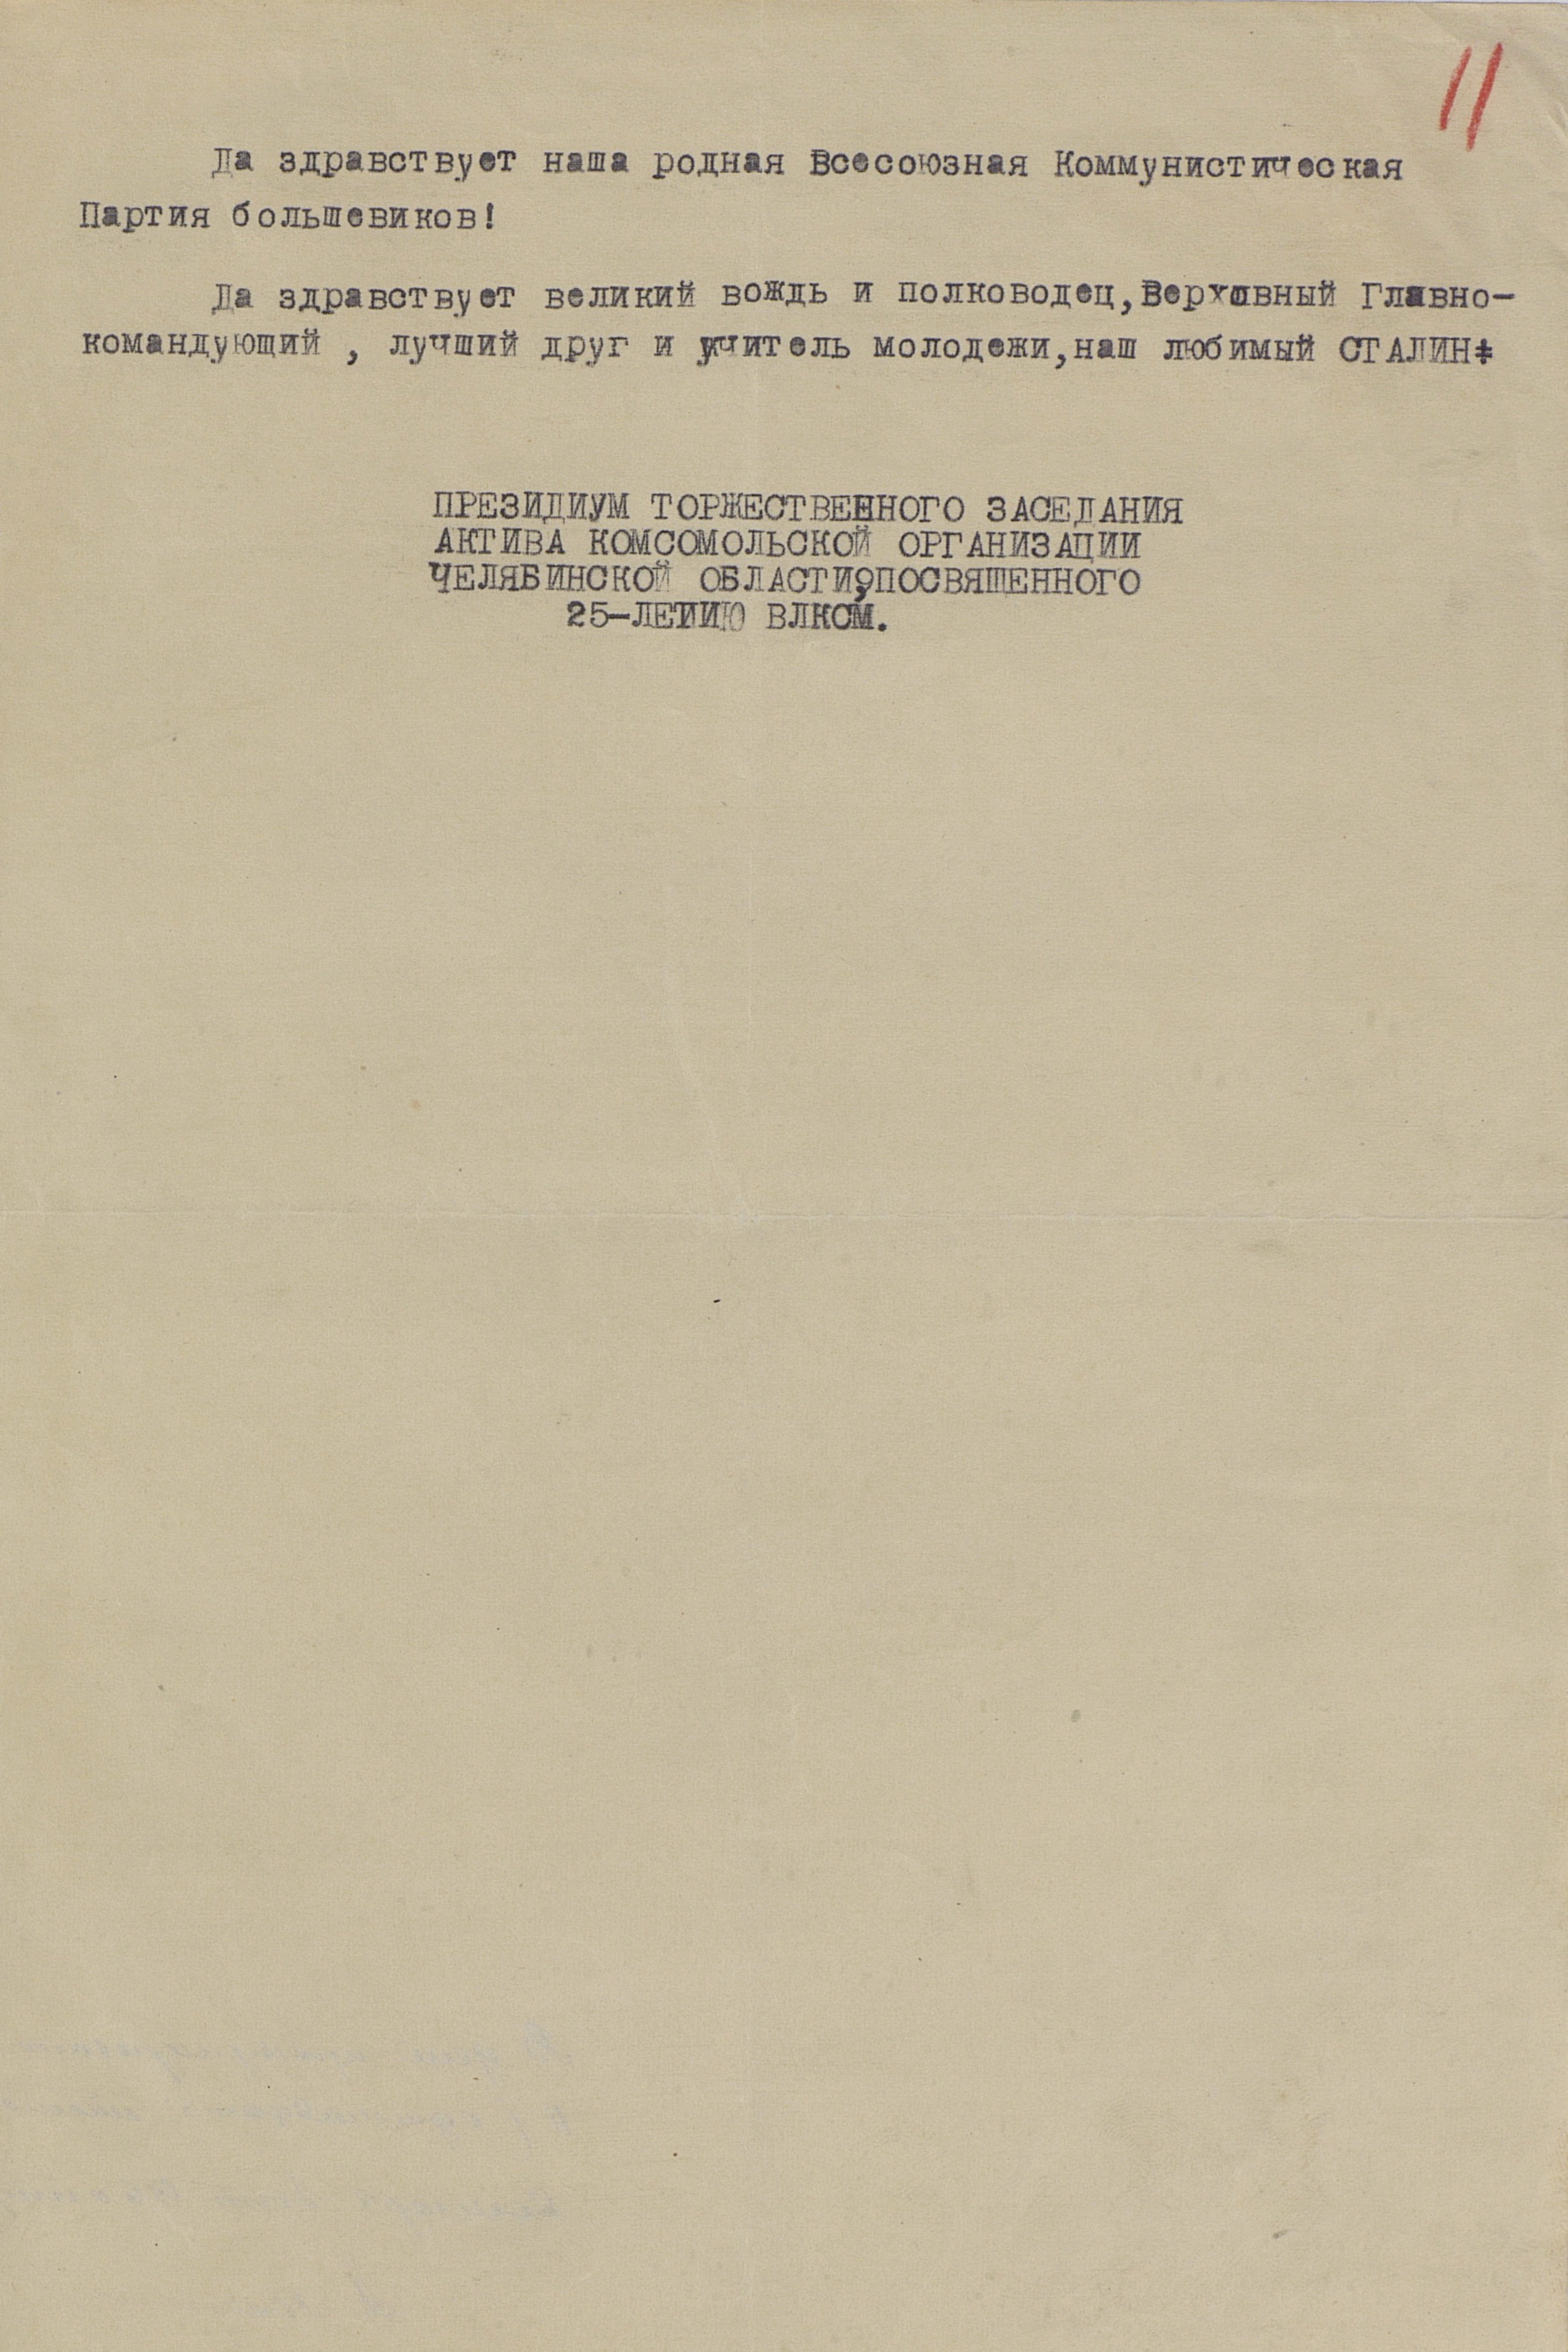 11
Да здравствует наша родная Всесоюзная Коммунистическая
Партия большевиков!
Да здравствует великий вождь и полководец,Верховный Главно-
командующий , лучший друг и учитель молодежи,наш любимый СТАЛИН!
ПРЕЗИДИУМ ТОРЖЕСТВЕННОГО ЗАСЕДАНИЯ
АКТИВА КОМСОМОЛЬСКОЙ ОРГАНИЗАЦИИ
ЧЕЛЯБИНСКОЙ ОБЛАСТИ,ПОСВЯЩЕННОГО
25-ЛЕТИЮ ВЛКСМ.